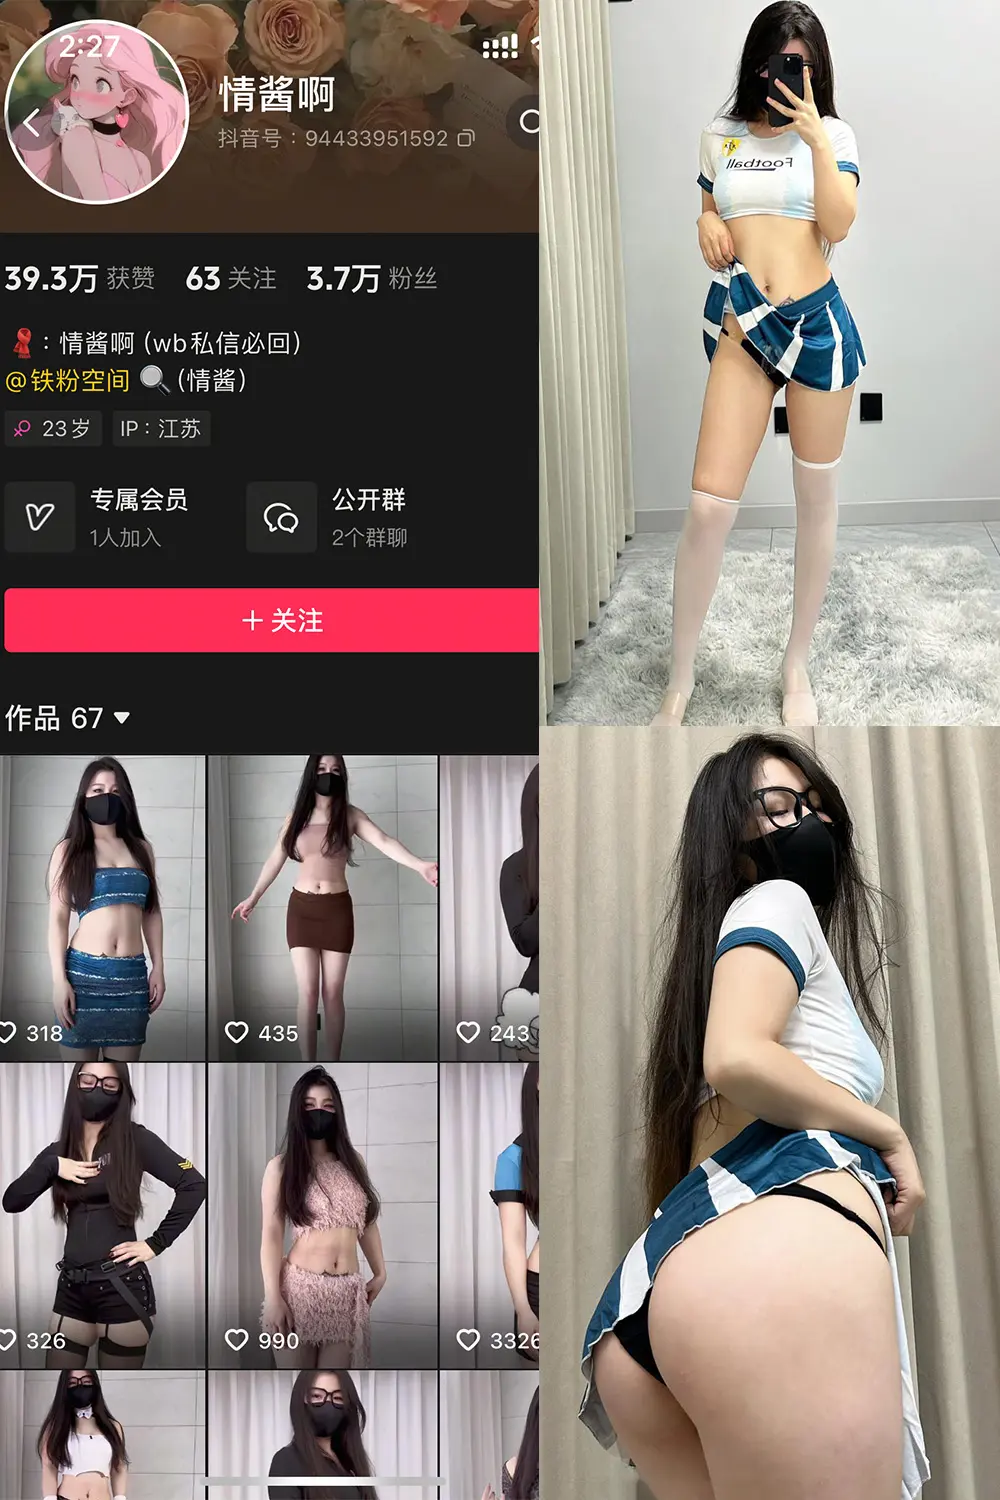 2:27
情酱啊
抖音号：94433951592
39.3万 获赞 63 关注 3.7万 粉丝
：情酱啊 (wb私信必回)
@铁粉空间 (情酱)
23岁 IP：江苏
专属会员 公开群
1人加入 2个群聊
+ 关注
作品 67
318 435 243
326 990 3326
Football